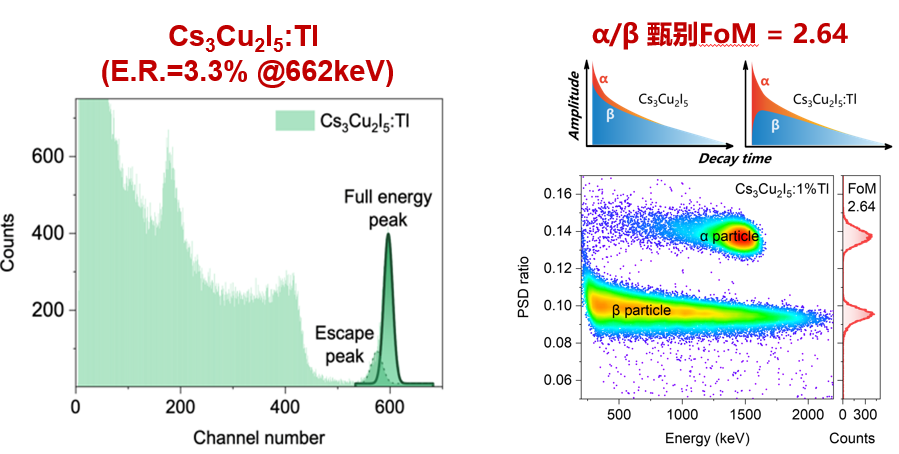 Cs₃Cu₂I₅:Tl
(E.R.=3.3% @662keV)
Cs₃Cu₂I₅:Tl
Full energy
peak
Escape
peak
Counts
600
400
200
0
200
400
600
Channel number
α/β 甄别FoM = 2.64
Amplitude
α
β
Cs₃Cu₂I₅
α
β
Cs₃Cu₂I₅:Tl
Decay time
Cs₃Cu₂I₅:1%Tl
FoM
2.64
α particle
β particle
PSD ratio
0.16
0.14
0.12
0.10
0.08
0.06
500
1000
1500
2000
Energy (keV)
0 300
Counts